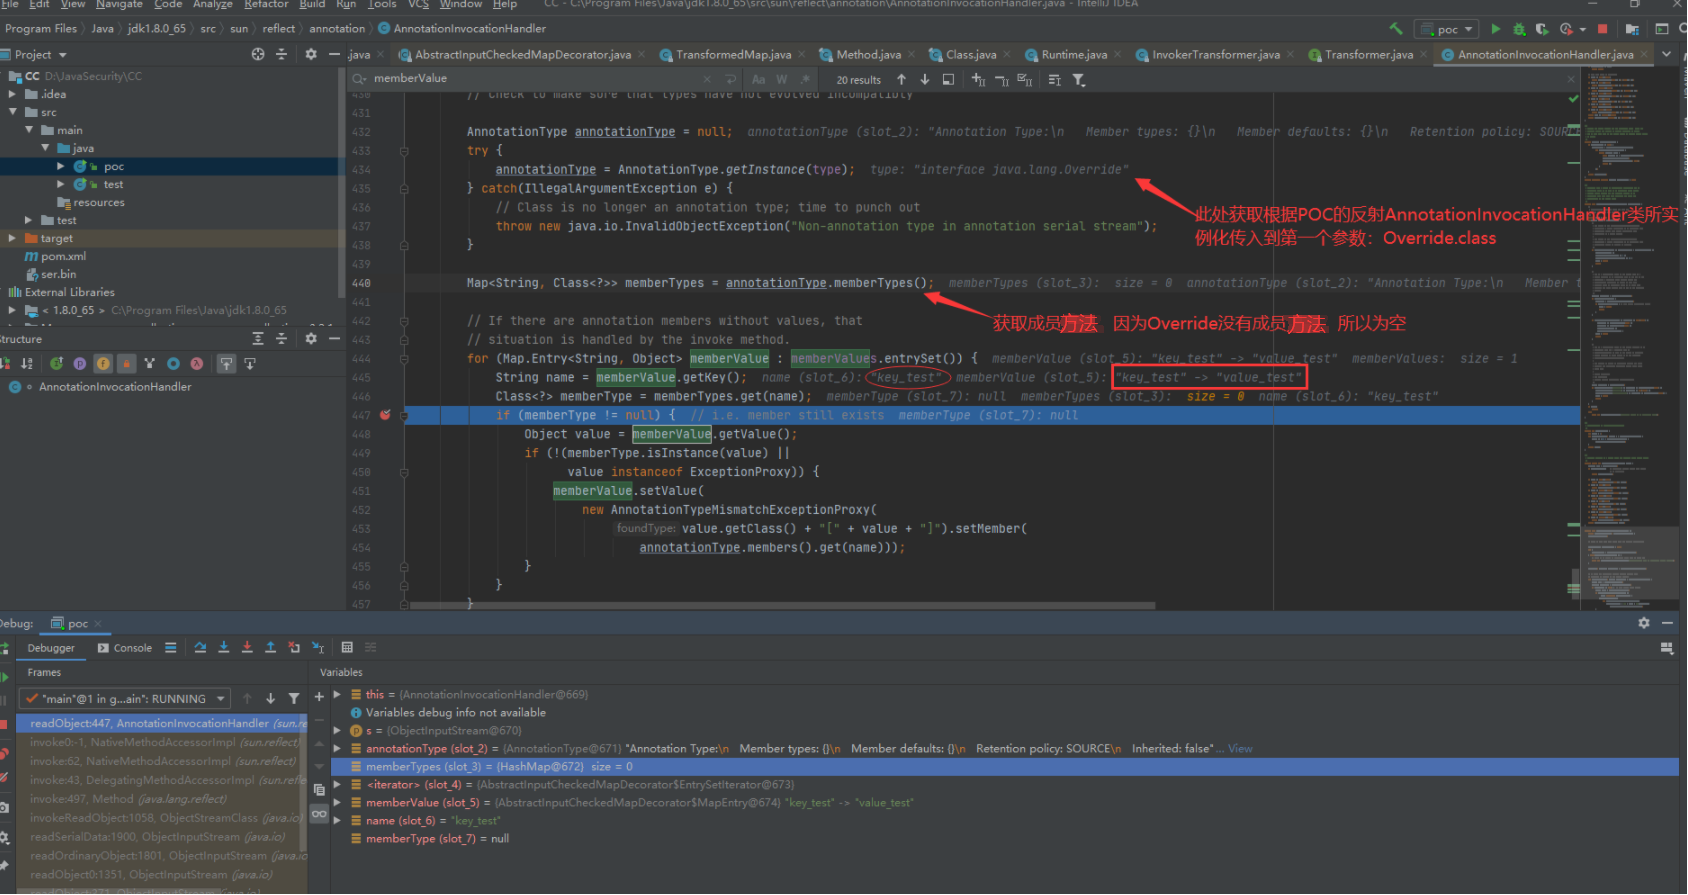 File Edit View Navigate Code Analyze Refactor Build Run Tools VCS Window Help CC - C:\Program Files\Java\jdk1.8.0_65\src\sun\reflect\annotation\AnnotationInvocationHandler.java - IntelliJ IDEA
Program Files Java jdk1.8.0_65 src sun reflect annotation AnnotationInvocationHandler poc
Project
.java AbstractInputCheckedMapDecorator.java TransformedMap.java Method.java Class.java Runtime.java InvokerTransformer.java Transformer.java AnnotationInvocationHandler.java
memberValue Aa W .* 20 results
CC D:\JavaSecurity\CC
.idea
src
main
java
poc
test
resources
test
target
pom.xml
ser.bin
External Libraries
< 1.8.0_65 > C:\Program Files\Java\jdk1.8.0_65
Structure
AnnotationInvocationHandler
430 // Check to make sure that types have not evolved incompatibly
431
432 AnnotationType annotationType = null; annotationType (slot_2): "Annotation Type:\n Member types: {}\n Member defaults: {}\n Retention policy: SOURCE
433 try {
434 annotationType = AnnotationType.getInstance(type); type: "interface java.lang.Override"
435 } catch(IllegalArgumentException e) {
436 // Class is no longer an annotation type; time to punch out
437 throw new java.io.InvalidObjectException("Non-annotation type in annotation serial stream");
438 }
此处获取根据POC的反射AnnotationInvocationHandler类所实
例化传入到第一个参数：Override.class
439
440 Map<String, Class<?>> memberTypes = annotationType.memberTypes(); memberTypes (slot_3): size = 0 annotationType (slot_2): "Annotation Type:\n Member t
441
获取成员方法 因为Override没有成员方法 所以为空
442 // If there are annotation members without values, that
443 // situation is handled by the invoke method.
444 for (Map.Entry<String, Object> memberValue : memberValues.entrySet()) { memberValue (slot_5): "key_test" -> "value_test" memberValues: size = 1
445 String name = memberValue.getKey(); name (slot_6): "key_test" memberValue (slot_5): "key_test" -> "value_test"
446 Class<?> memberType = memberTypes.get(name); memberType (slot_7): null memberTypes (slot_3): size = 0 name (slot_6): "key_test"
447 if (memberType != null) { // i.e. member still exists memberType (slot_7): null
448 Object value = memberValue.getValue();
449 if (!(memberType.isInstance(value) ||
450 value instanceof ExceptionProxy)) {
451 memberValue.setValue(
452 new AnnotationTypeMismatchExceptionProxy(
453 foundType: value.getClass() + "[" + value + "]").setMember(
454 annotationType.members().get(name)));
455 }
456 }
457 }
Debug: poc
Debugger Console
Frames Variables
"main"@1 in g...ain": RUNNING
readObject:447, AnnotationInvocationHandler (sun.re
invoke0:-1, NativeMethodAccessorImpl (sun.reflect)
invoke:62, NativeMethodAccessorImpl (sun.reflect)
invoke:43, DelegatingMethodAccessorImpl (sun.refle
invoke:497, Method (java.lang.reflect)
invokeReadObject:1058, ObjectStreamClass (java.io)
readSerialData:1900, ObjectInputStream (java.io)
readOrdinaryObject:1801, ObjectInputStream (java.io
readObject0:1351, ObjectInputStream (java.io)
readObject:371, ObjectInputStream (java.io)
this = {AnnotationInvocationHandler@669}
Variables debug info not available
s = {ObjectInputStream@670}
annotationType (slot_2) = {AnnotationType@671} "Annotation Type:\n Member types: {}\n Member defaults: {}\n Retention policy: SOURCE\n Inherited: false"... View
memberTypes (slot_3) = {HashMap@672} size = 0
<iterator> (slot_4) = {AbstractInputCheckedMapDecorator$EntrySetIterator@673}
memberValue (slot_5) = {AbstractInputCheckedMapDecorator$MapEntry@674} "key_test" -> "value_test"
name (slot_6) = "key_test"
memberType (slot_7) = null